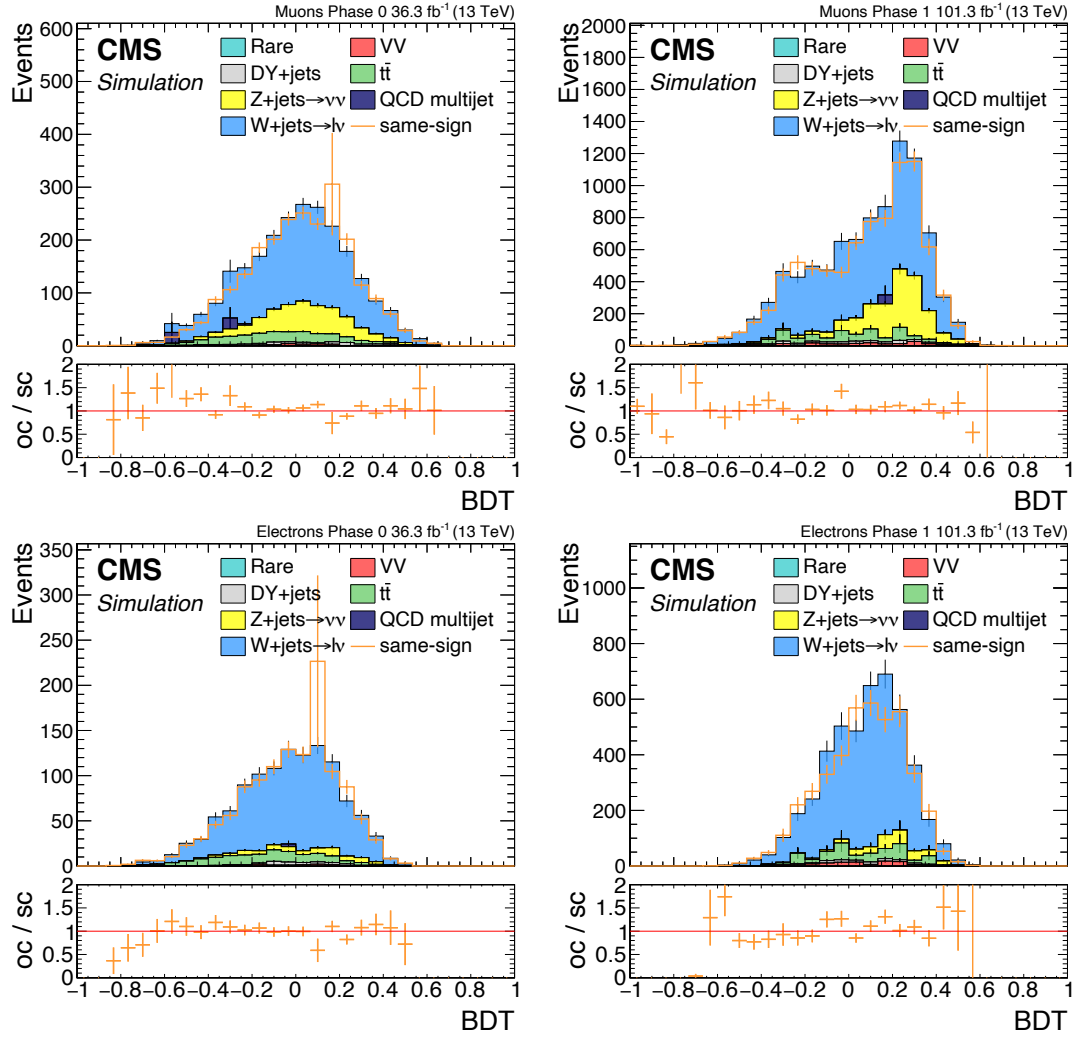 Muons Phase 0 36.3 fb⁻¹ (13 TeV)
Events
600
500
400
300
200
100
0
CMS
Simulation
Rare
VV
DY+jets
tt̄
Z+jets→νν
QCD multijet
W+jets→lν
same-sign
oc / sc
2
1.5
1
0.5
0
−1 −0.8 −0.6 −0.4 −0.2 0 0.2 0.4 0.6 0.8 1
BDT
Muons Phase 1 101.3 fb⁻¹ (13 TeV)
Events
2000
1800
1600
1400
1200
1000
800
600
400
200
0
CMS
Simulation
Rare
VV
DY+jets
tt̄
Z+jets→νν
QCD multijet
W+jets→lν
same-sign
oc / sc
2
1.5
1
0.5
0
−1 −0.8 −0.6 −0.4 −0.2 0 0.2 0.4 0.6 0.8 1
BDT
Electrons Phase 0 36.3 fb⁻¹ (13 TeV)
Events
350
300
250
200
150
100
50
0
CMS
Simulation
Rare
VV
DY+jets
tt̄
Z+jets→νν
QCD multijet
W+jets→lν
same-sign
oc / sc
2
1.5
1
0.5
0
−1 −0.8 −0.6 −0.4 −0.2 0 0.2 0.4 0.6 0.8 1
BDT
Electrons Phase 1 101.3 fb⁻¹ (13 TeV)
Events
1000
800
600
400
200
0
CMS
Simulation
Rare
VV
DY+jets
tt̄
Z+jets→νν
QCD multijet
W+jets→lν
same-sign
oc / sc
2
1.5
1
0.5
0
−1 −0.8 −0.6 −0.4 −0.2 0 0.2 0.4 0.6 0.8 1
BDT